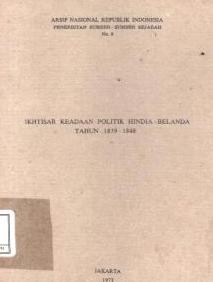 ARSIP NASIONAL REPUBLIK INDONESIA
PENERBITAN SUMBER-SUMBER SEJARAH
No. 5
IKHTISAR KEADAAN POLITIK HINDIA-BELANDA
TAHUN 1839-1848
JAKARTA
1973